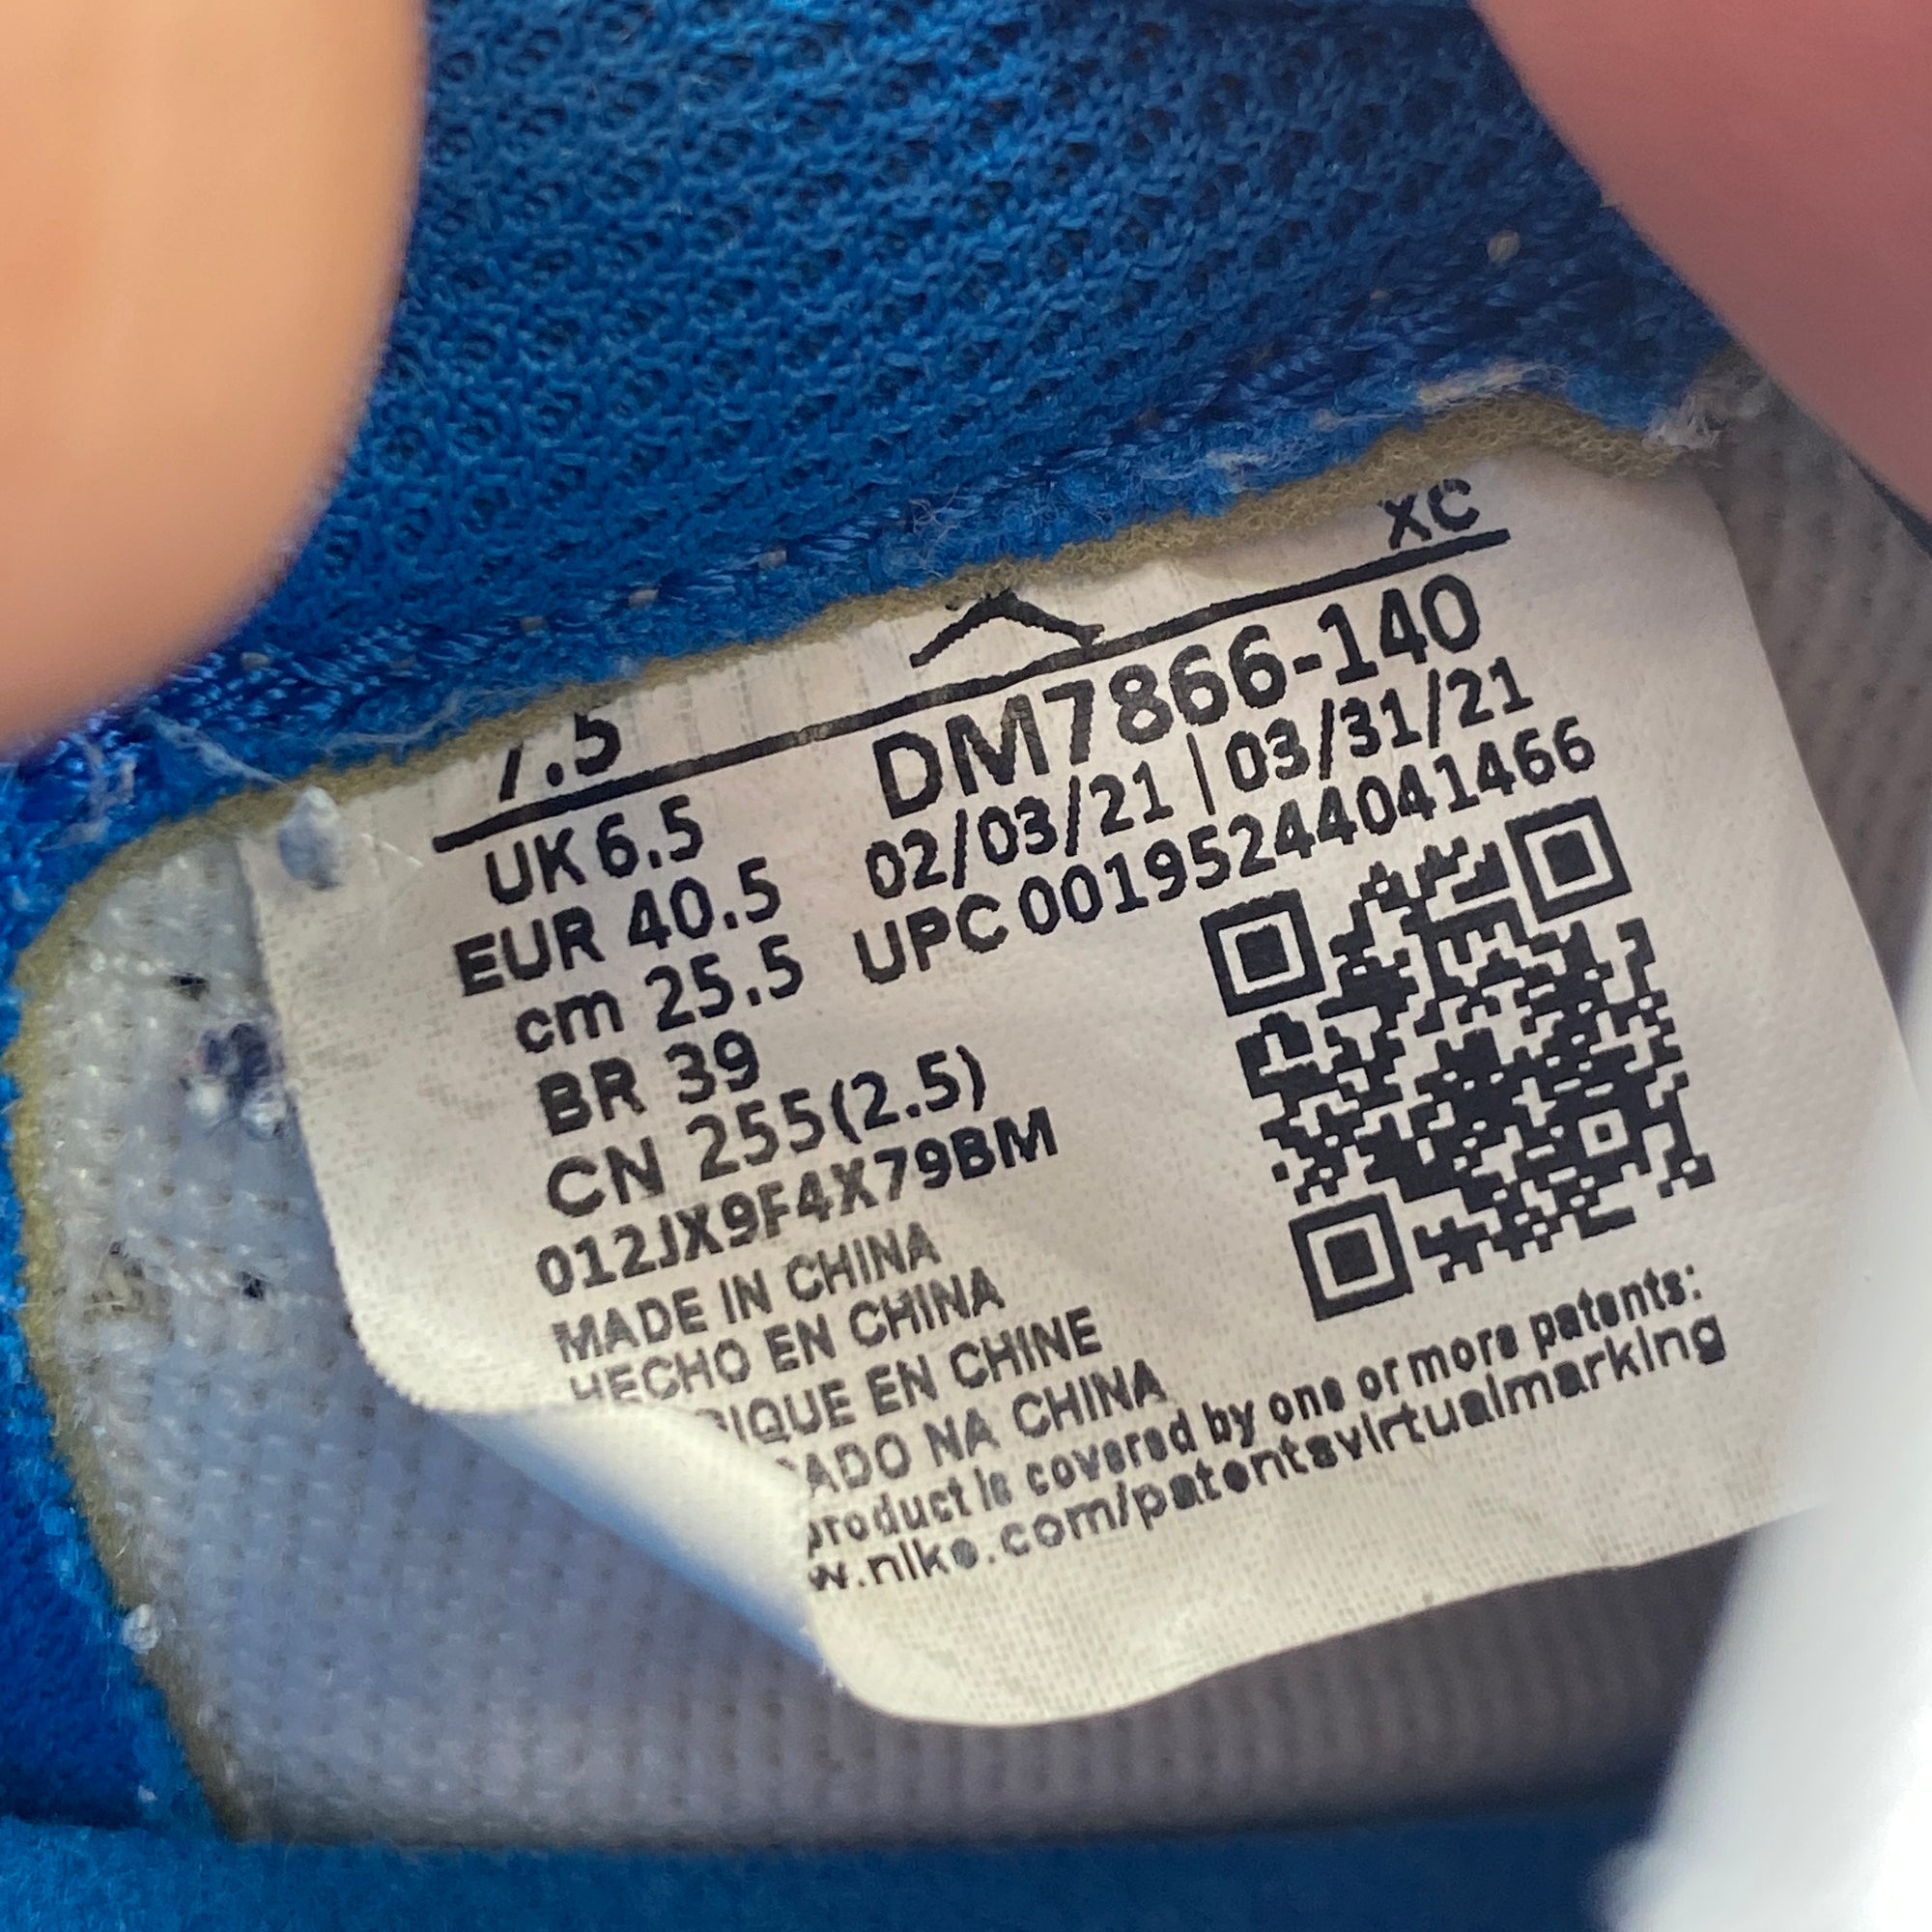 XC
7.5
DM7866-140
UK 6.5
02/03/21 | 03/31/21
EUR 40.5
UPC 00195244041466
cm 25.5
BR 39
CN 255(2.5)
012JX9F4X79BM
MADE IN CHINA
HECHO EN CHINA
RIQUE EN CHINE
CADO NA CHINA
product is covered by one or more patents:
w.nike.com/patentsvirtualmarking